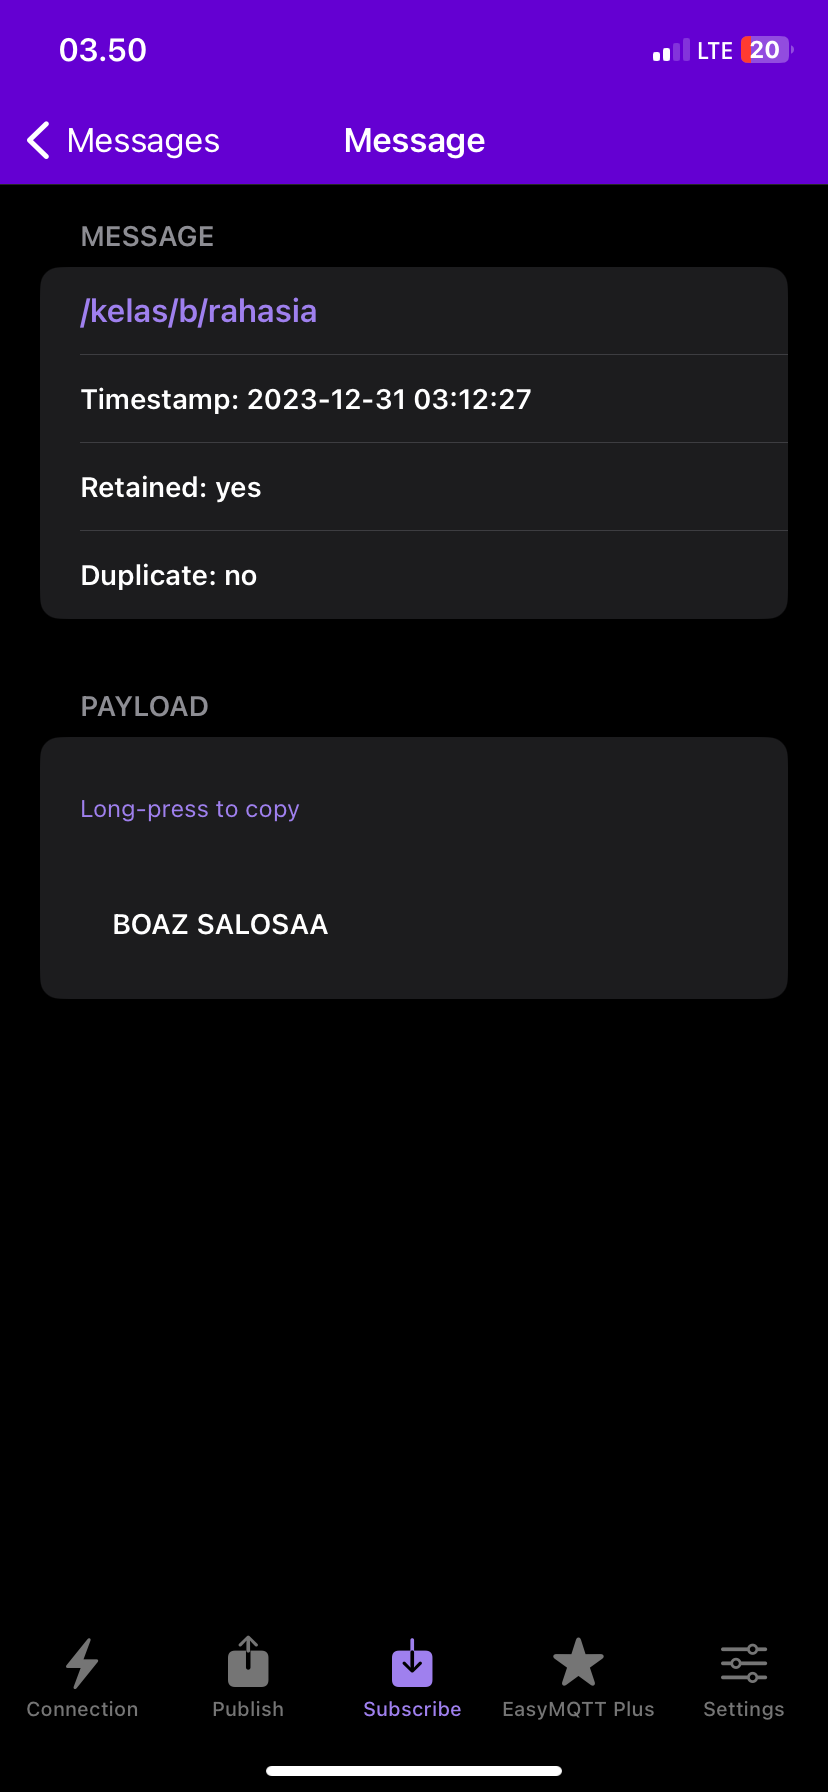 03.50
LTE 20
Messages
Message
MESSAGE
/kelas/b/rahasia
Timestamp: 2023-12-31 03:12:27
Retained: yes
Duplicate: no
PAYLOAD
Long-press to copy
BOAZ SALOSAA
Connection
Publish
Subscribe
EasyMQTT Plus
Settings